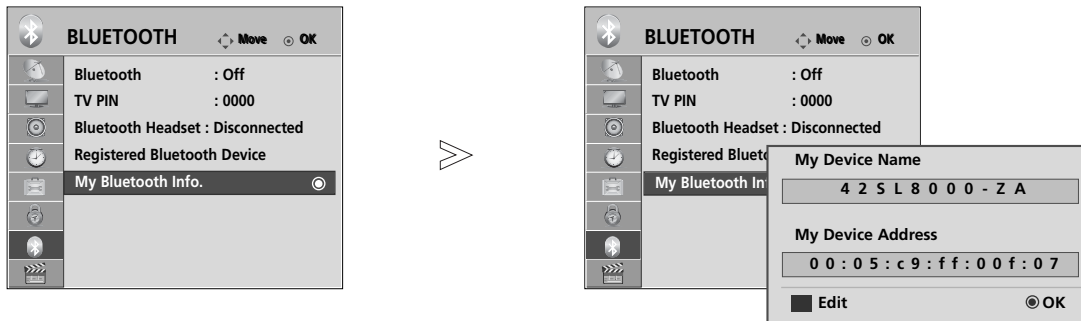 BLUETOOTH Move OK
Bluetooth : Off
TV PIN : 0000
Bluetooth Headset : Disconnected
Registered Bluetooth Device
My Bluetooth Info.
BLUETOOTH Move OK
Bluetooth : Off
TV PIN : 0000
Bluetooth Headset : Disconnected
Registered Blueto
My Bluetooth In
My Device Name
42SL8000-ZA
My Device Address
00:05:c9:ff:00f:07
Edit OK